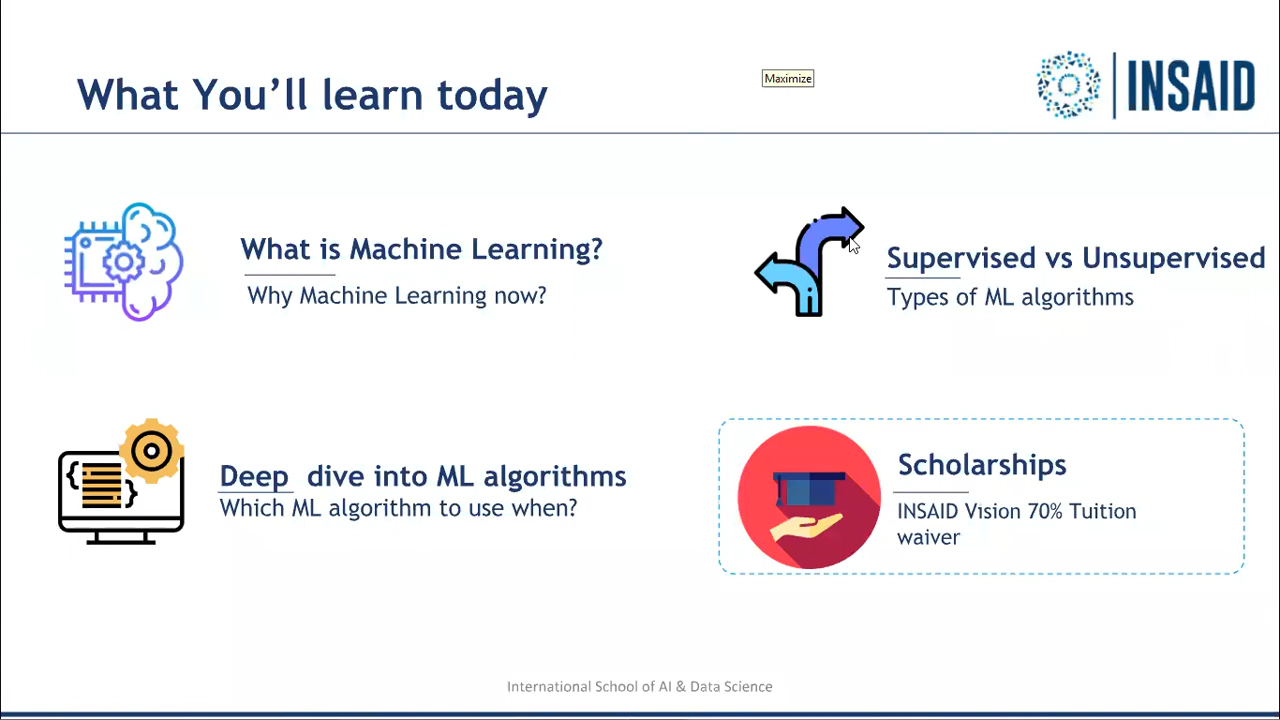 What You'll learn today
Maximize
INSAID
What is Machine Learning?
Why Machine Learning now?
Supervised vs Unsupervised
Types of ML algorithms
Deep dive into ML algorithms
Which ML algorithm to use when?
Scholarships
INSAID Vision 70% Tuition
waiver
International School of AI & Data Science